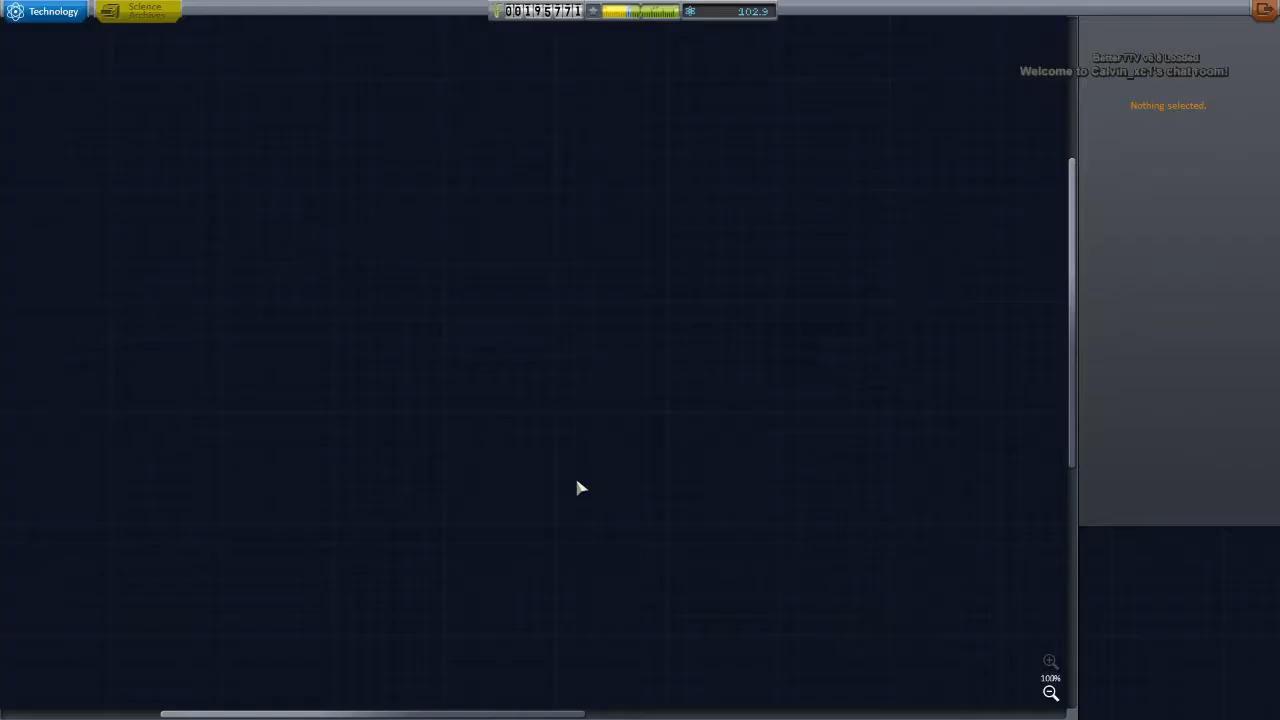 Technology
Science
Archives
00195771
102.9
BetterTTV v6.8 Loaded
Welcome to Calvin_xc1's chat room!
Nothing selected.
100%